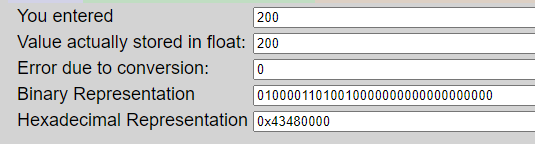 You entered 200
Value actually stored in float: 200
Error due to conversion: 0
Binary Representation 01000011010010000000000000000000
Hexadecimal Representation 0x43480000